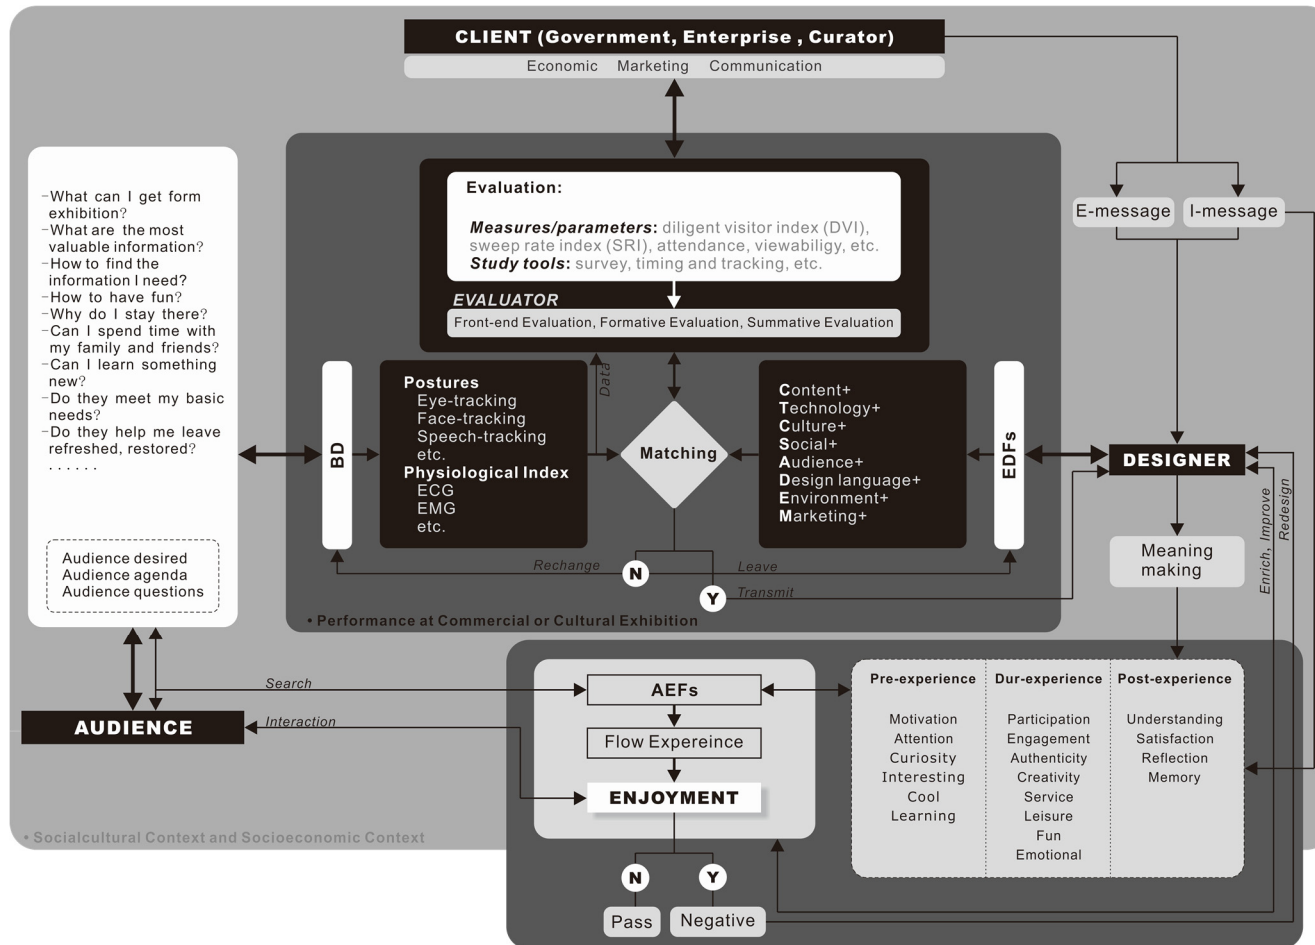 CLIENT (Government, Enterprise , Curator)
Economic Marketing Communication
-What can I get form
exhibition?
-What are the most
valuable information?
-How to find the
information I need?
-How to have fun?
-Why do I stay there?
-Can I spend time with
my family and friends?
-Can I learn something
new?
-Do they meet my basic
needs?
-Do they help me leave
refreshed, restored?
......
Audience desired
Audience agenda
Audience questions
Evaluation:
Measures/parameters: diligent visitor index (DVI),
sweep rate index (SRI), attendance, viewabiligy, etc.
Study tools: survey, timing and tracking, etc.
EVALUATOR
Front-end Evaluation, Formative Evaluation, Summative Evaluation
E-message
I-message
BD
Postures
Eye-tracking
Face-tracking
Speech-tracking
etc.
Physiological Index
ECG
EMG
etc.
Data
Matching
Content+
Technology+
Culture+
Social+
Audience+
Design language+
Environment+
Marketing+
EDFs
DESIGNER
Rechange
N
Leave
Y
Transmit
• Performance at Commercial or Cultural Exhibition
Meaning
making
Enrich, Improve
Redesign
Search
AUDIENCE
Interaction
AEFs
Flow Expereince
ENJOYMENT
N
Y
Pass
Negative
Pre-experience
Motivation
Attention
Curiosity
Interesting
Cool
Learning
Dur-experience
Participation
Engagement
Authenticity
Creativity
Service
Leisure
Fun
Emotional
Post-experience
Understanding
Satisfaction
Reflection
Memory
• Socialcultural Context and Socioeconomic Context